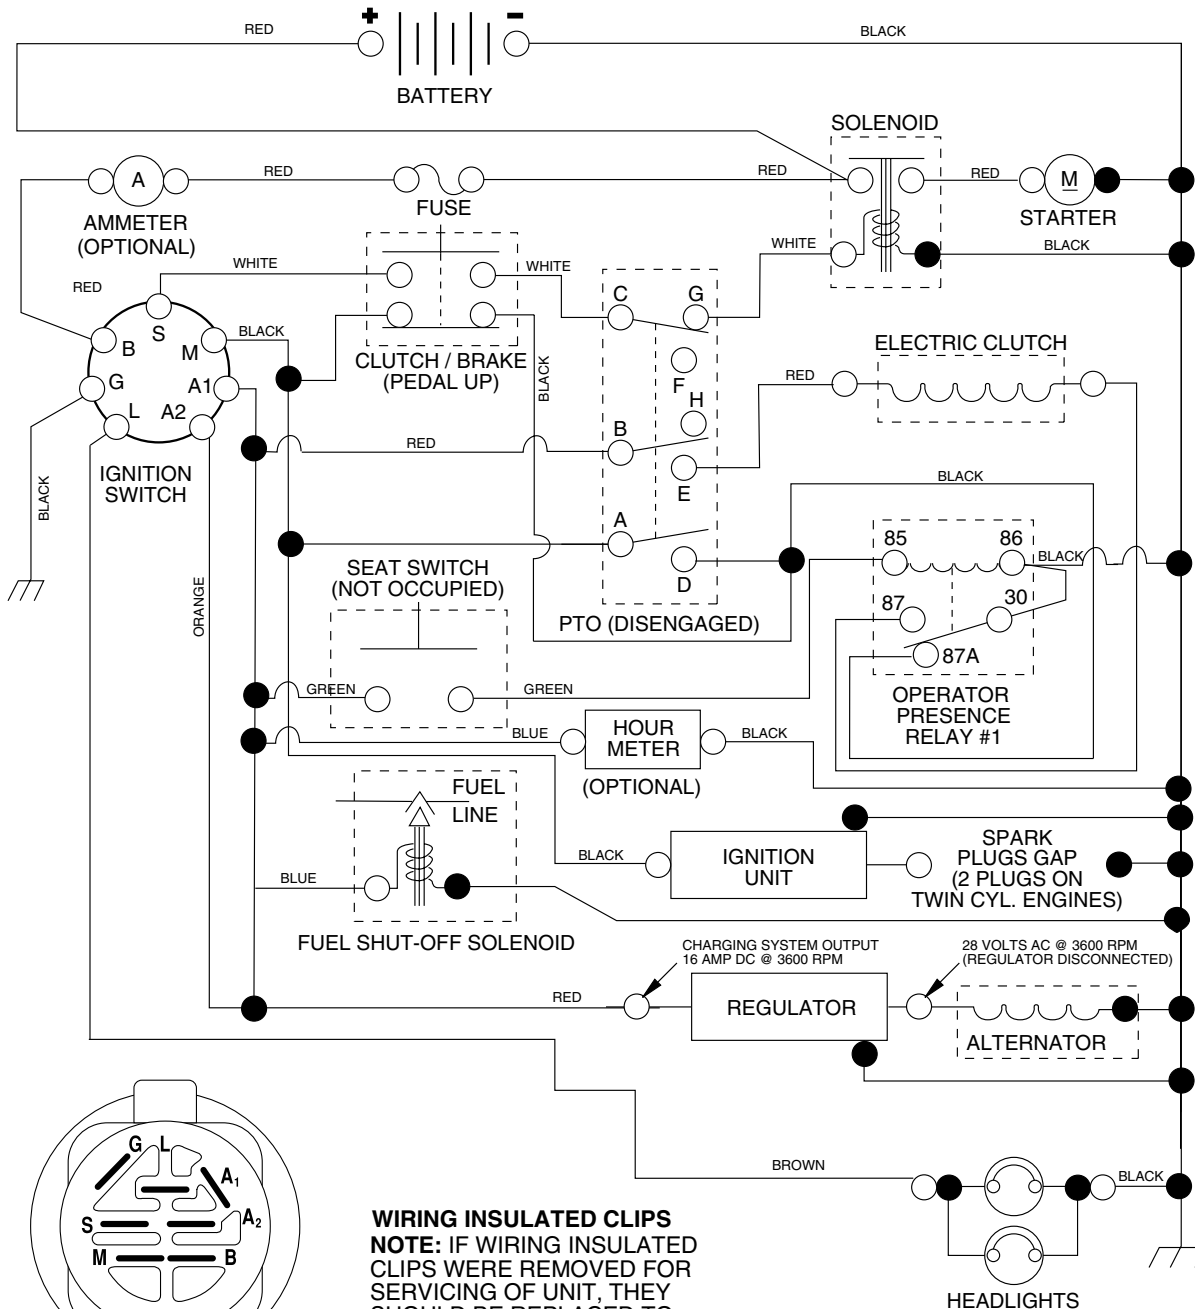 RED
+
-
BLACK
BATTERY
SOLENOID
A
RED
RED
RED
M
FUSE
STARTER
AMMETER
(OPTIONAL)
WHITE
BLACK
WHITE
WHITE
RED
C
G
S
B
M
BLACK
ELECTRIC CLUTCH
CLUTCH / BRAKE
(PEDAL UP)
F
RED
G
A1
BLACK
H
L
A2
B
RED
IGNITION
SWITCH
E
BLACK
BLACK
A
85
86
BLACK
SEAT SWITCH
(NOT OCCUPIED)
D
ORANGE
87
30
PTO (DISENGAGED)
87A
GREEN
GREEN
OPERATOR
PRESENCE
RELAY #1
BLUE
HOUR
METER
BLACK
(OPTIONAL)
FUEL
LINE
SPARK
PLUGS GAP
(2 PLUGS ON
TWIN CYL. ENGINES)
BLACK
IGNITION
UNIT
BLUE
FUEL SHUT-OFF SOLENOID
CHARGING SYSTEM OUTPUT
16 AMP DC @ 3600 RPM
28 VOLTS AC @ 3600 RPM
(REGULATOR DISCONNECTED)
RED
REGULATOR
ALTERNATOR
G
L
A1
BROWN
BLACK
S
A2
M
B
WIRING INSULATED CLIPS
NOTE: IF WIRING INSULATED
CLIPS WERE REMOVED FOR
SERVICING OF UNIT, THEY
SHOULD BE REPLACED TO
HEADLIGHTS